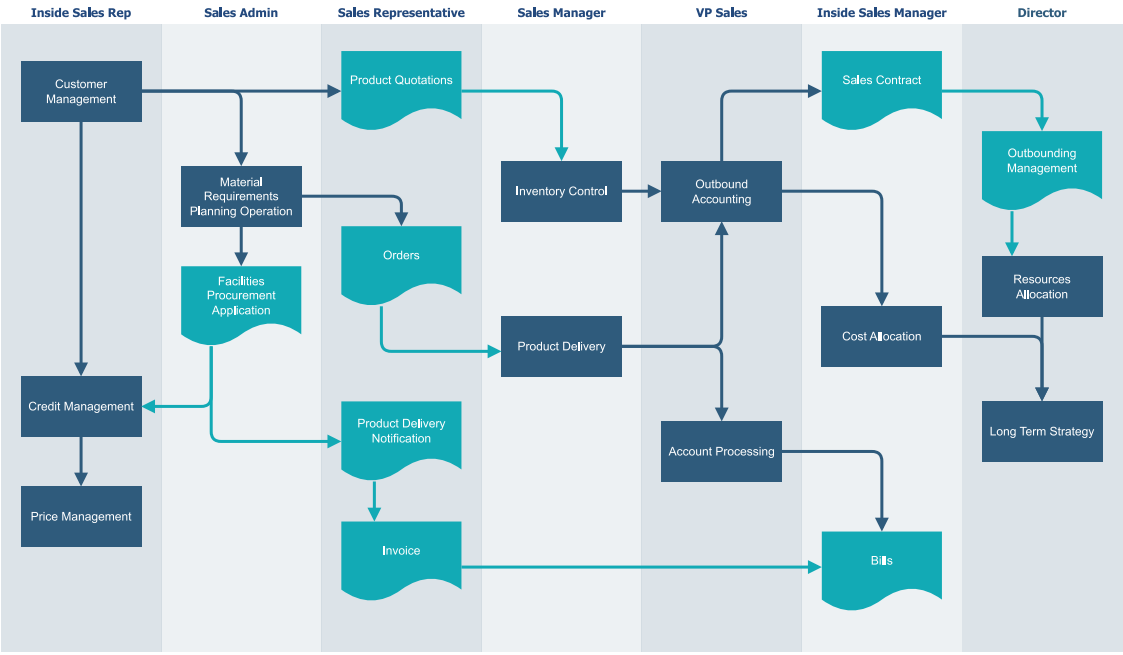 Inside Sales Rep
Sales Admin
Sales Representative
Sales Manager
VP Sales
Inside Sales Manager
Director
Customer
Management
Product Quotations
Sales Contract
Outbounding
Management
Material
Requirements
Planning Operation
Inventory Control
Outbound
Accounting
Orders
Facilities
Procurement
Application
Resources
Allocation
Product Delivery
Cost Allocation
Credit Management
Product Delivery
Notification
Account Processing
Long Term Strategy
Price Management
Invoice
Bills